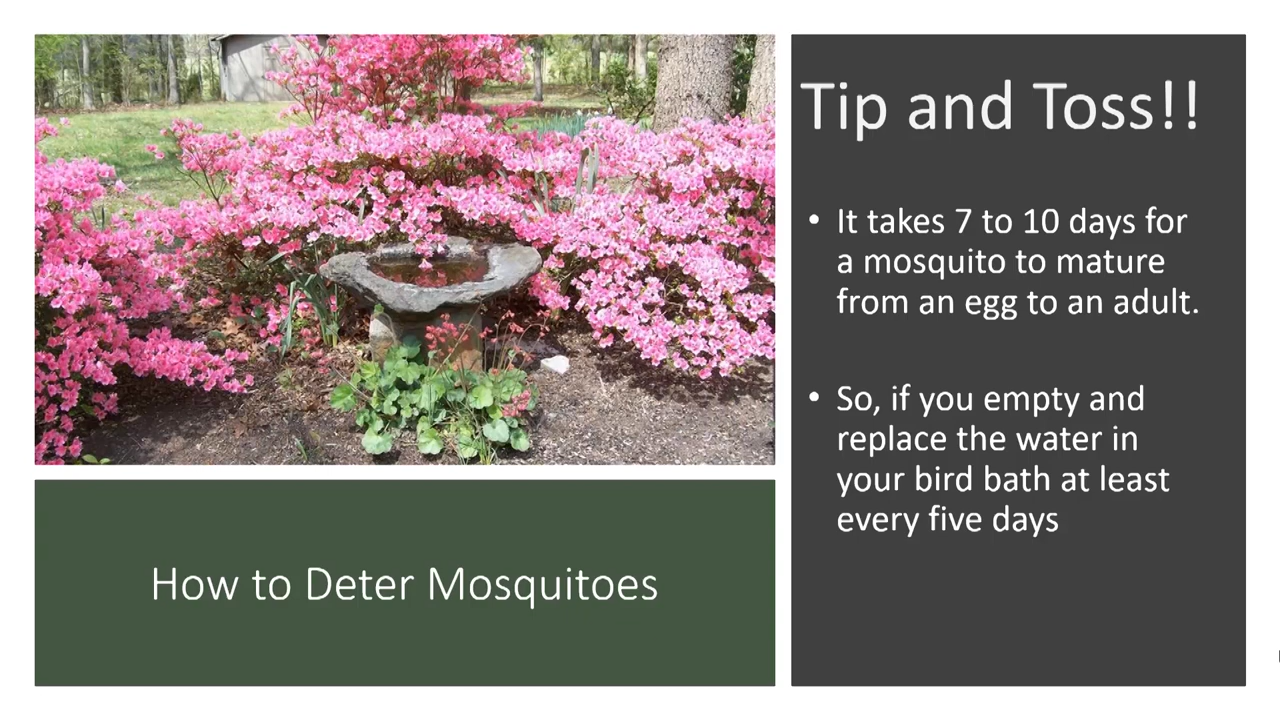 Tip and Toss!!
• It takes 7 to 10 days for
a mosquito to mature
from an egg to an adult.
• So, if you empty and
replace the water in
your bird bath at least
every five days
How to Deter Mosquitoes